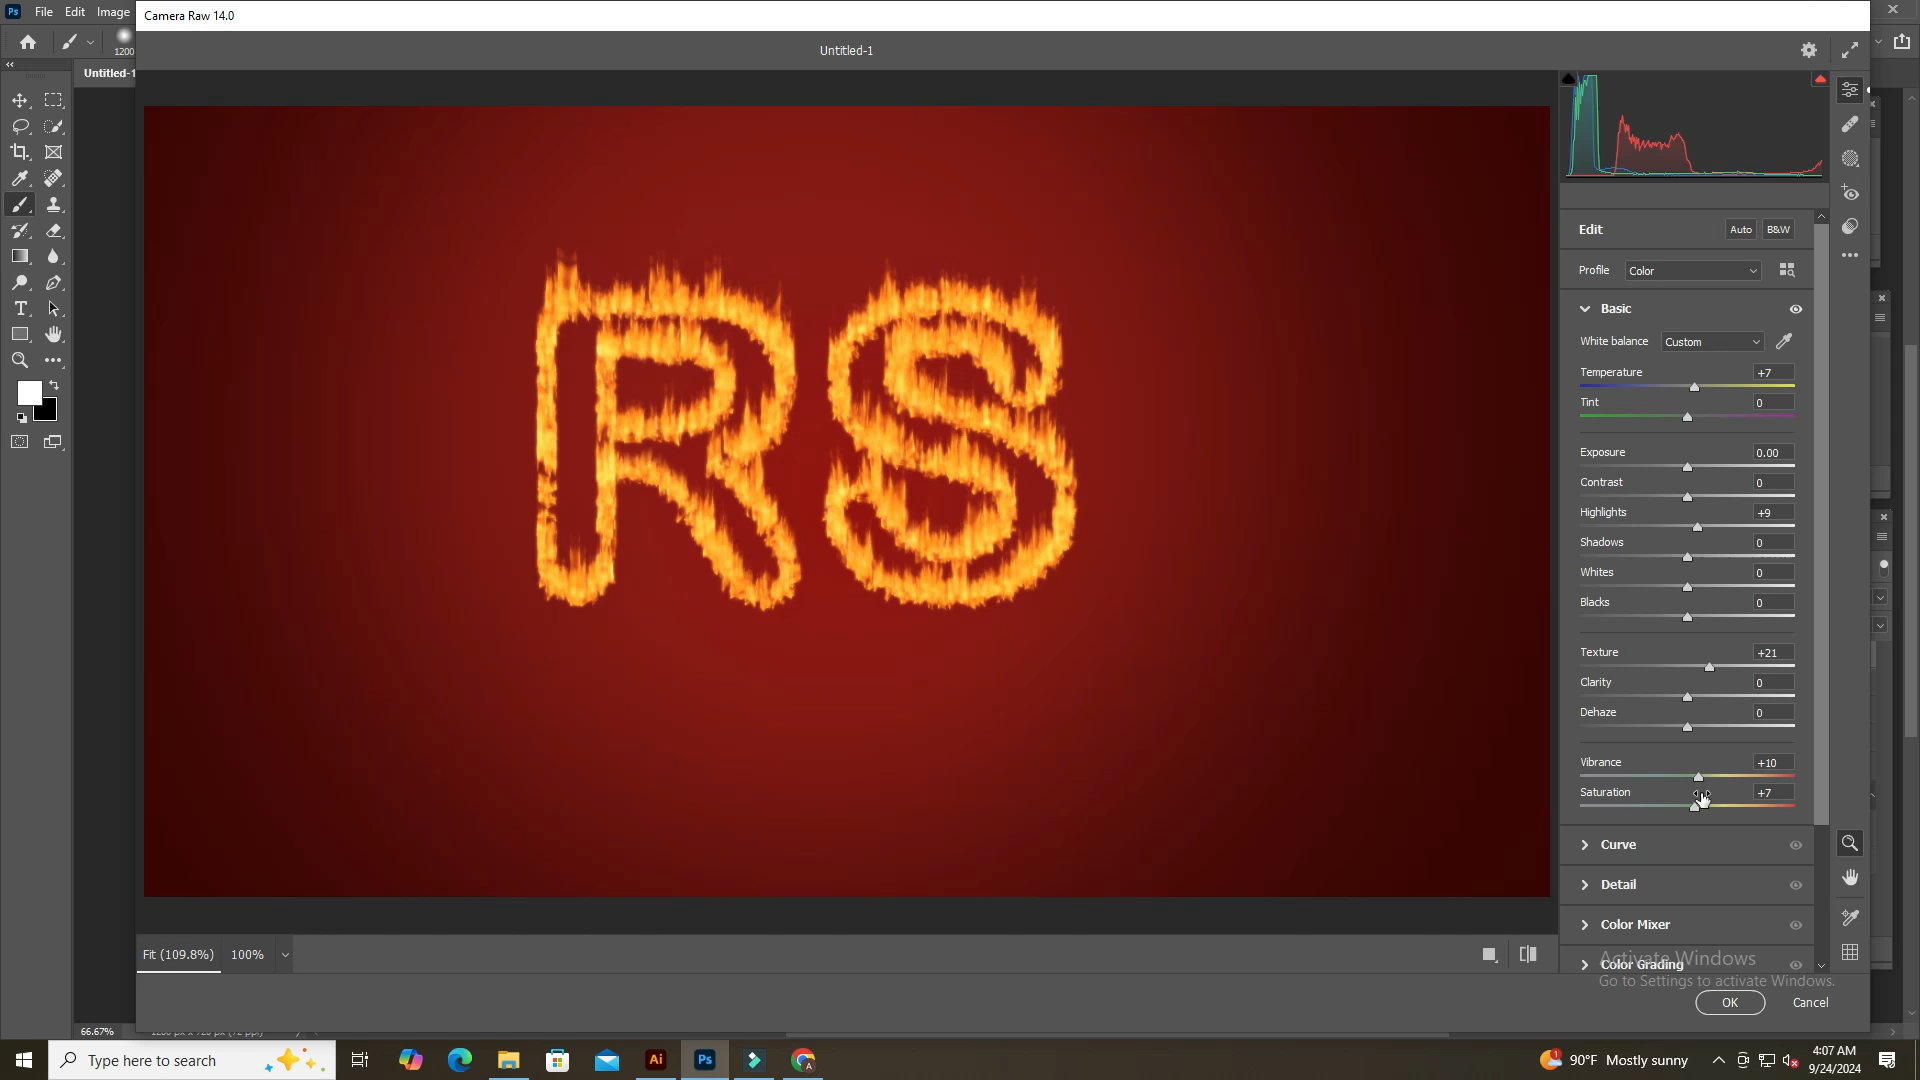 Camera Raw 14.0
Ps File Edit Image
Untitled-1
1200
Untitled-1
RS
Edit Auto B&W
Profile Color
Basic
White balance Custom
Temperature +7
Tint 0
Exposure 0.00
Contrast 0
Highlights +9
Shadows 0
Whites 0
Blacks 0
Texture +21
Clarity 0
Dehaze 0
Vibrance +10
Saturation +7
Curve
Detail
Color Mixer
Color Grading
Activate Windows
Go to Settings to activate Windows.
Fit (109.8%) 100%
OK Cancel
66.67%
Type here to search
Ai Ps A
1 90°F Mostly sunny
4:07 AM
9/24/2024